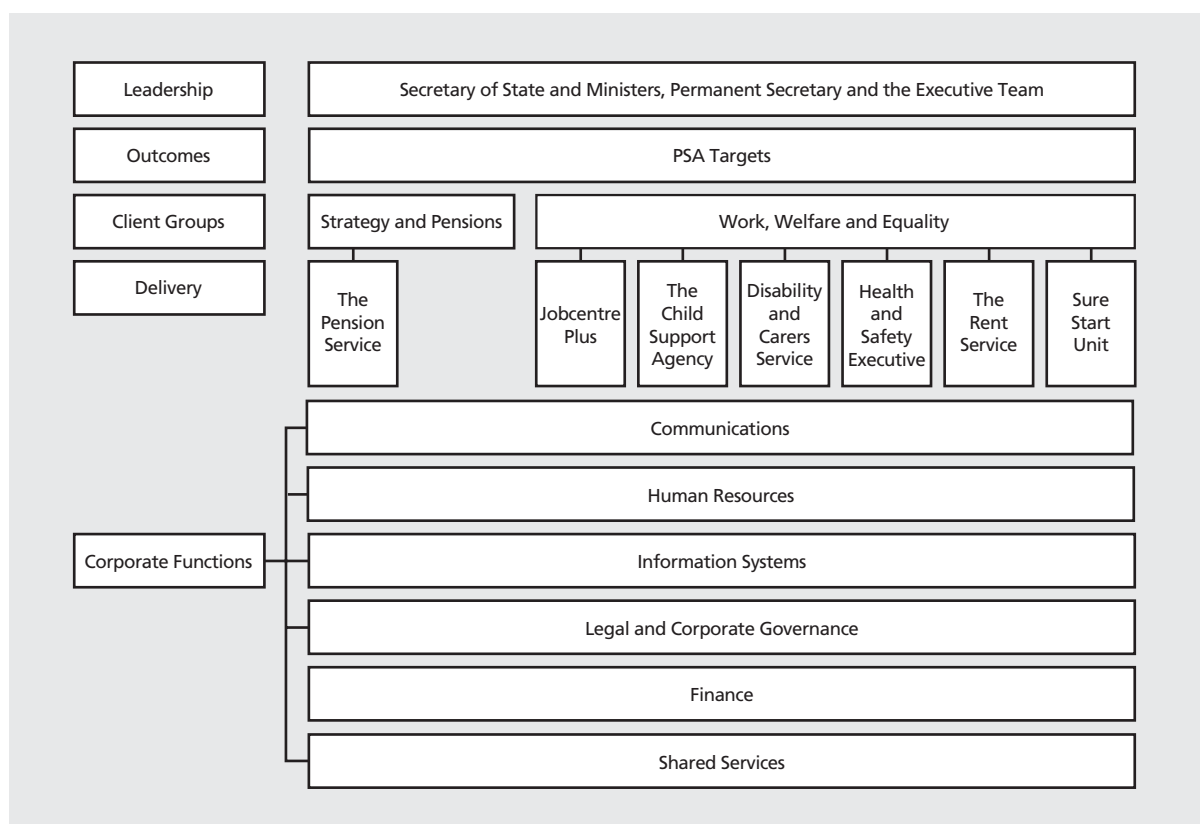 Leadership
Secretary of State and Ministers, Permanent Secretary and the Executive Team
Outcomes
PSA Targets
Client Groups
Strategy and Pensions
Work, Welfare and Equality
Delivery
The
Pension
Service
Jobcentre
Plus
The
Child
Support
Agency
Disability
and
Carers
Service
Health
and
Safety
Executive
The
Rent
Service
Sure
Start
Unit
Corporate Functions
Communications
Human Resources
Information Systems
Legal and Corporate Governance
Finance
Shared Services